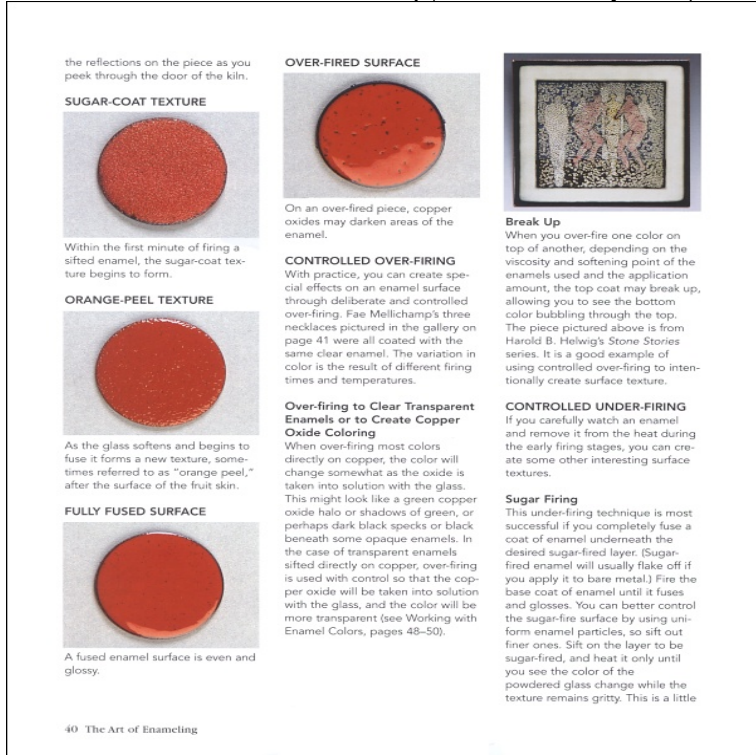 the reflections on the piece as you
peek through the door of the kiln.
SUGAR-COAT TEXTURE
Within the first minute of firing a
sifted enamel, the sugar-coat tex-
ture begins to form.
ORANGE-PEEL TEXTURE
As the glass softens and begins to
fuse it forms a new texture, some-
times referred to as “orange peel,”
after the surface of the fruit skin.
FULLY FUSED SURFACE
A fused enamel surface is even and
glossy.
OVER-FIRED SURFACE
On an over-fired piece, copper
oxides may darken areas of the
enamel.
CONTROLLED OVER-FIRING
With practice, you can create spe-
cial effects on an enamel surface
through deliberate and controlled
over-firing. Fae Mellichamp’s three
necklaces pictured in the gallery on
page 41 were all coated with the
same clear enamel. The variation in
color is the result of different firing
times and temperatures.
Over-firing to Clear Transparent
Enamels or to Create Copper
Oxide Coloring
When over-firing most colors
directly on copper, the color will
change somewhat as the oxide is
taken into solution with the glass.
This might look like a green copper
oxide halo or shadows of green, or
perhaps dark black specks or black
beneath some opaque enamels. In
the case of transparent enamels
sifted directly on copper, over-firing
is used with control so that the cop-
per oxide will be taken into solution
with the glass, and the color will be
more transparent (see Working with
Enamel Colors, pages 48–50).
Break Up
When you over-fire one color on
top of another, depending on the
viscosity and softening point of the
enamels used and the application
amount, the top coat may break up,
allowing you to see the bottom
color bubbling through the top.
The piece pictured above is from
Harold B. Helwig’s Stone Stories
series. It is a good example of
using controlled over-firing to inten-
tionally create surface texture.
CONTROLLED UNDER-FIRING
If you carefully watch an enamel
and remove it from the heat during
the early firing stages, you can cre-
ate some other interesting surface
textures.
Sugar Firing
This under-firing technique is most
successful if you completely fuse a
coat of enamel underneath the
desired sugar-fired layer. (Sugar-
fired enamel will usually flake off if
you apply it to bare metal.) Fire the
base coat of enamel until it fuses
and glosses. You can better control
the sugar-fire surface by using uni-
form enamel particles, so sift out
finer ones. Sift on the layer to be
sugar-fired, and heat it only until
you see the color of the
powdered glass change while the
texture remains gritty. This is a little
40 The Art of Enameling